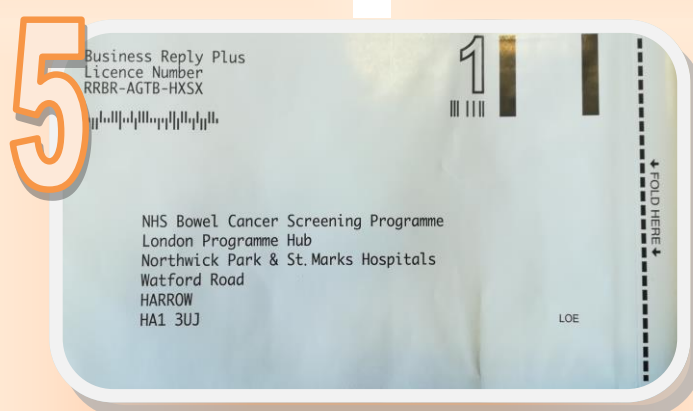 5
Business Reply Plus
Licence Number
RRBR-AGTB-HXSX
1
NHS Bowel Cancer Screening Programme
London Programme Hub
Northwick Park & St. Marks Hospitals
Watford Road
HARROW
HA1 3UJ
LOE
FOLD HERE